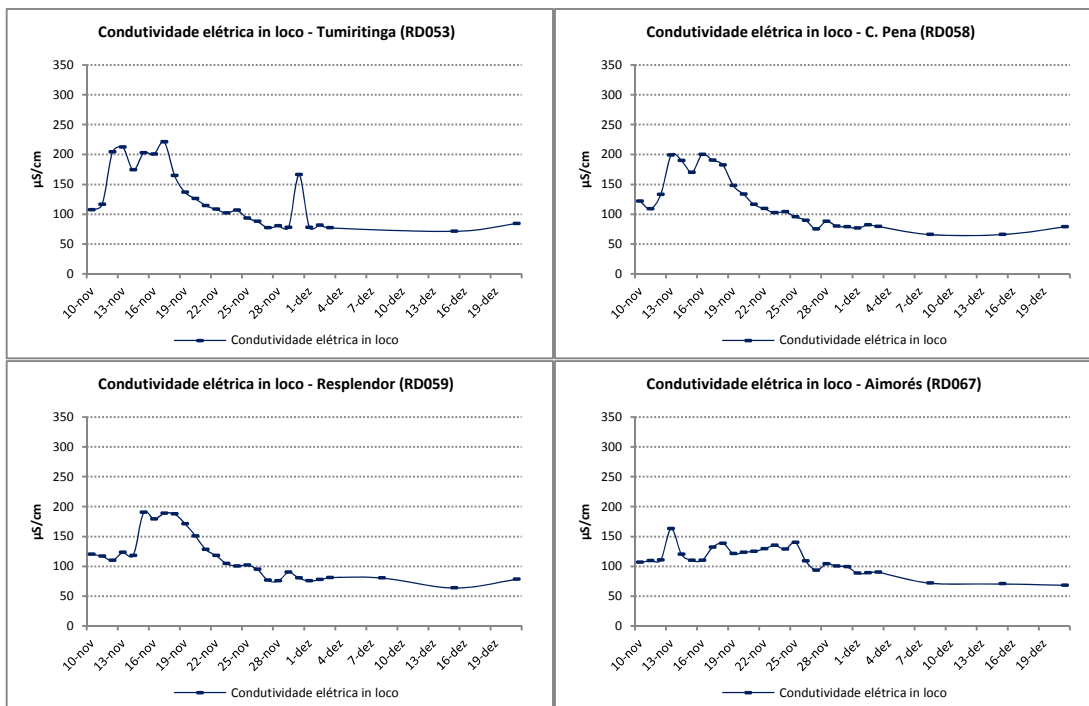 Condutividade elétrica in loco - Tumiritinga (RD053)
350
300
250
200
150
100
50
0
µS/cm
10-nov
13-nov
16-nov
19-nov
22-nov
25-nov
28-nov
1-dez
4-dez
7-dez
10-dez
13-dez
16-dez
19-dez
Condutividade elétrica in loco
Condutividade elétrica in loco - C. Pena (RD058)
350
300
250
200
150
100
50
0
µS/cm
10-nov
13-nov
16-nov
19-nov
22-nov
25-nov
28-nov
1-dez
4-dez
7-dez
10-dez
13-dez
16-dez
19-dez
Condutividade elétrica in loco
Condutividade elétrica in loco - Resplendor (RD059)
350
300
250
200
150
100
50
0
µS/cm
10-nov
13-nov
16-nov
19-nov
22-nov
25-nov
28-nov
1-dez
4-dez
7-dez
10-dez
13-dez
16-dez
19-dez
Condutividade elétrica in loco
Condutividade elétrica in loco - Aimorés (RD067)
350
300
250
200
150
100
50
0
µS/cm
10-nov
13-nov
16-nov
19-nov
22-nov
25-nov
28-nov
1-dez
4-dez
7-dez
10-dez
13-dez
16-dez
19-dez
Condutividade elétrica in loco